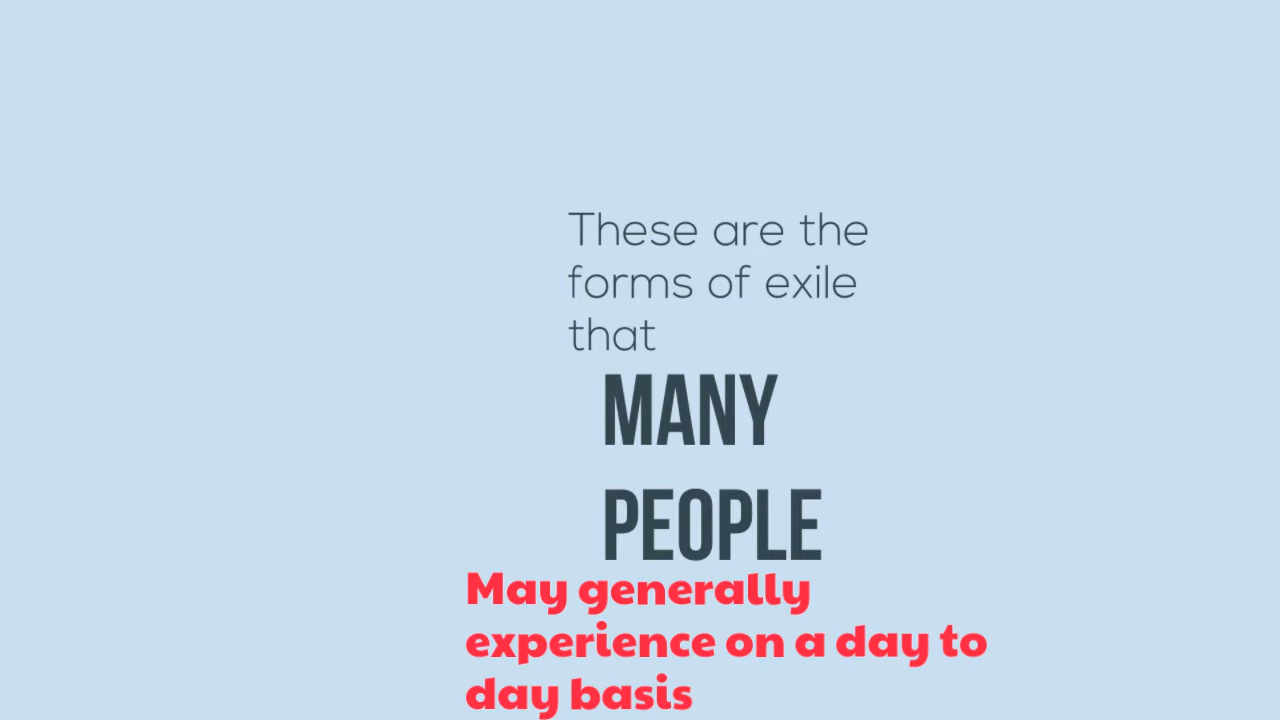 These are the
forms of exile
that
MANY
PEOPLE
May generally
experience on a day to
day basis